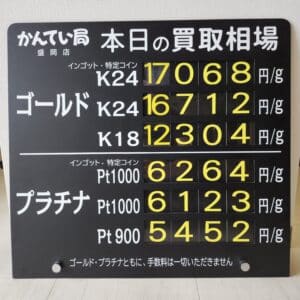 かんてい局
盛岡店
本日の買取相場
インゴット・特定コイン
K24 17068 円/g
ゴールド K24 16712 円/g
K18 12304 円/g
インゴット・特定コイン
Pt1000 6264 円/g
プラチナ Pt1000 6123 円/g
Pt900 5452 円/g
ゴールド・プラチナともに、手数料は一切いただきません